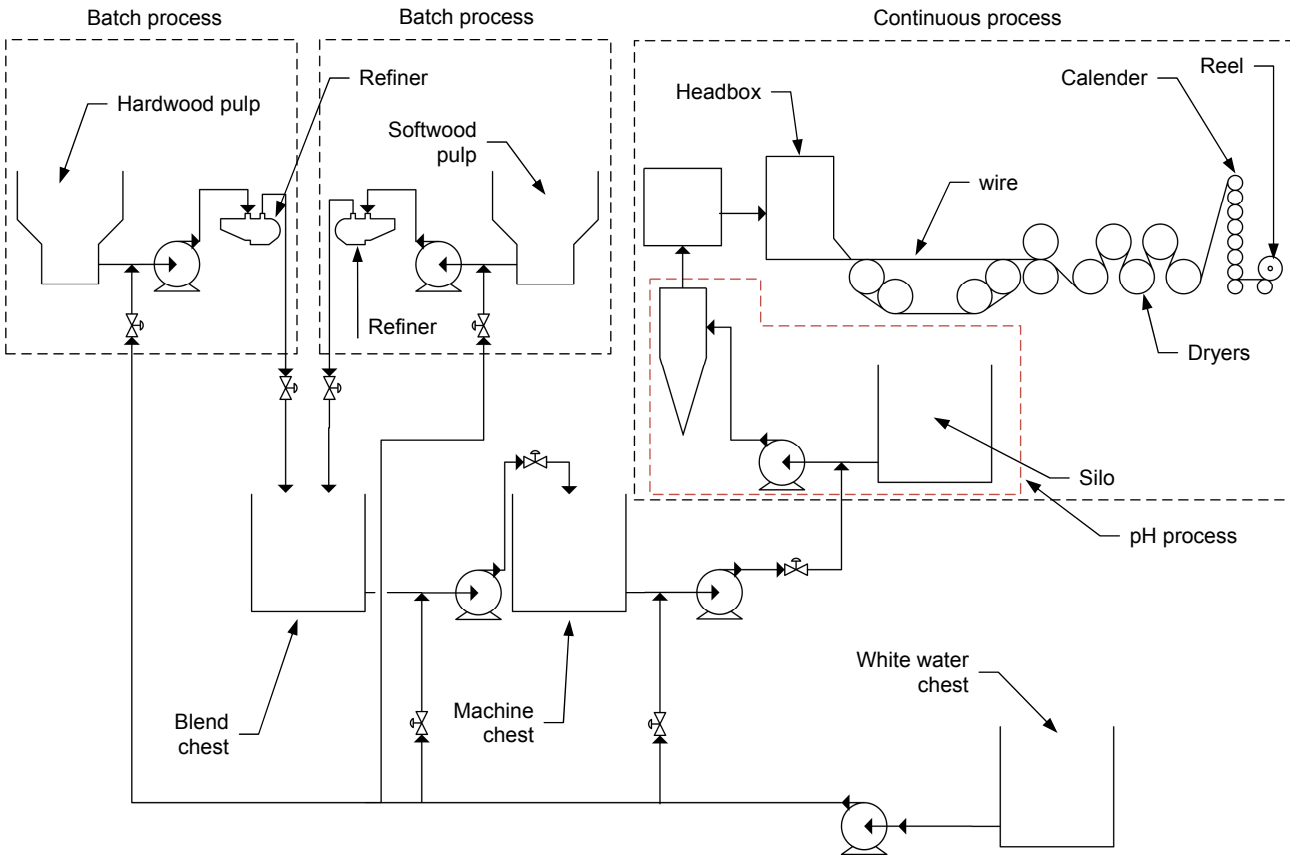 Batch process
Batch process
Continuous process
Refiner
Hardwood pulp
Softwood
pulp
Headbox
Calender
Reel
wire
Refiner
Dryers
Silo
pH process
White water
chest
Blend
chest
Machine
chest